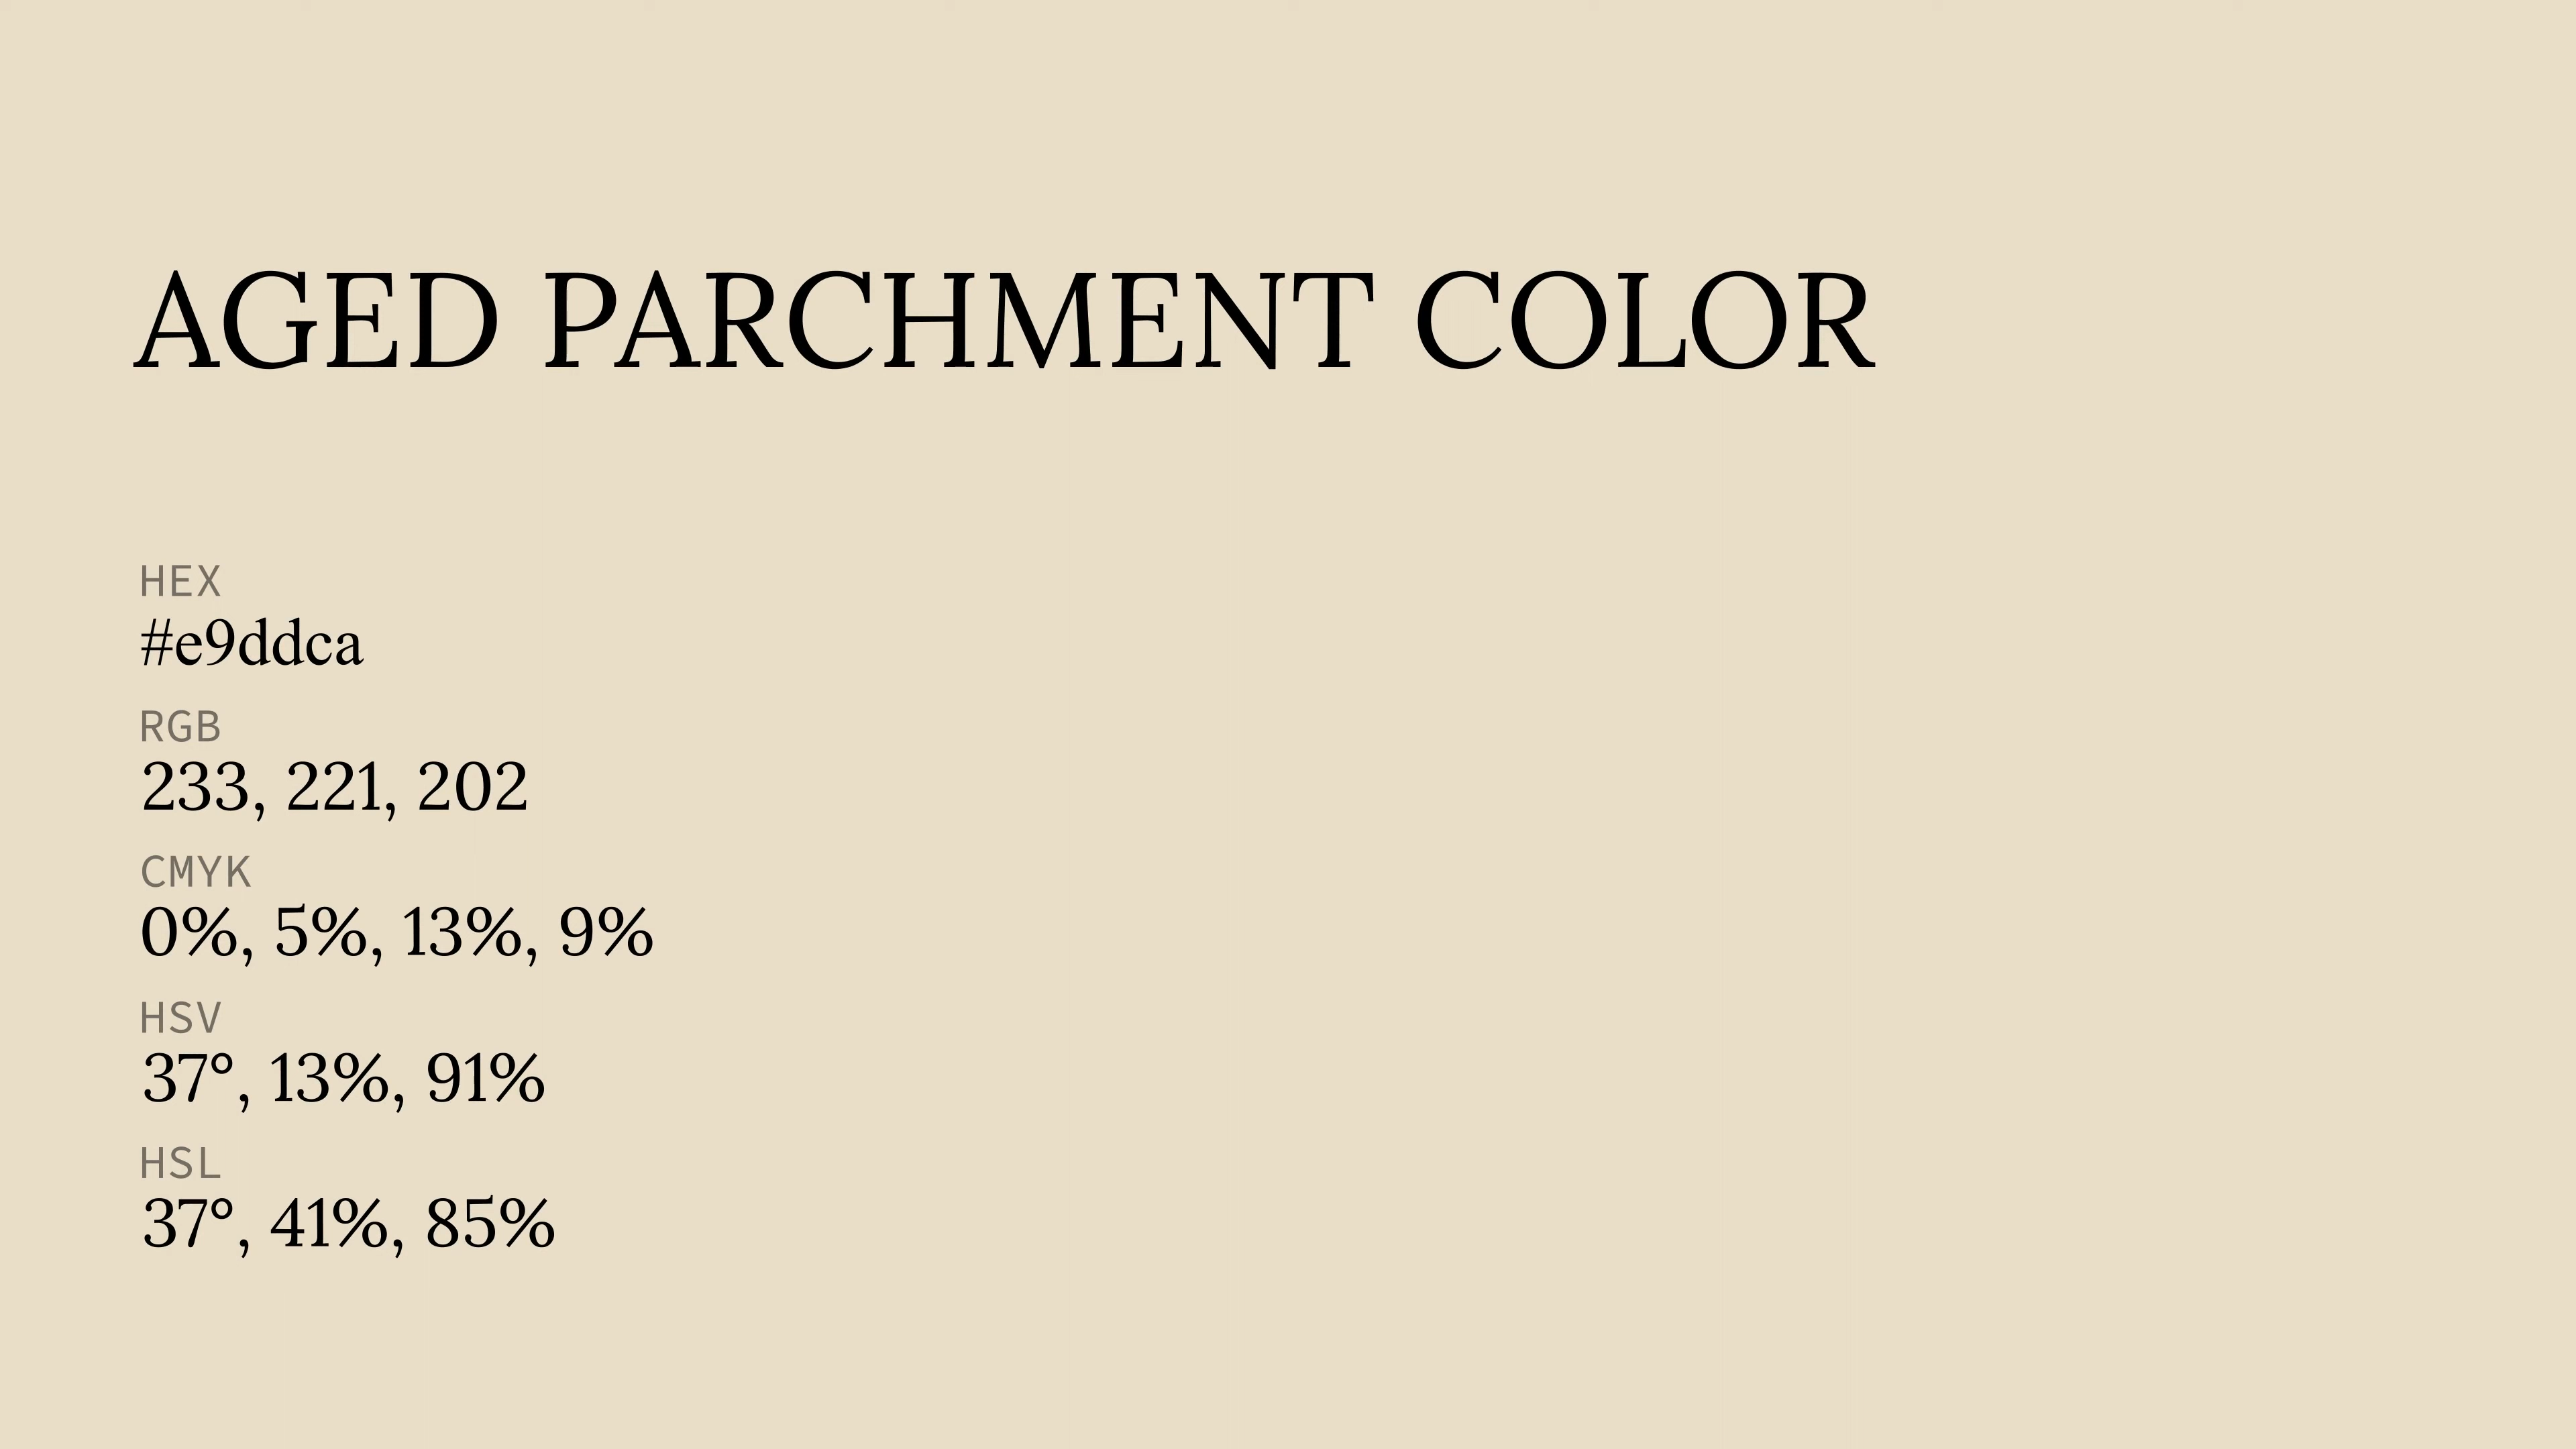 AGED PARCHMENT COLOR
HEX
#e9ddca
RGB
233, 221, 202
CMYK
0%, 5%, 13%, 9%
HSV
37°, 13%, 91%
HSL
37°, 41%, 85%